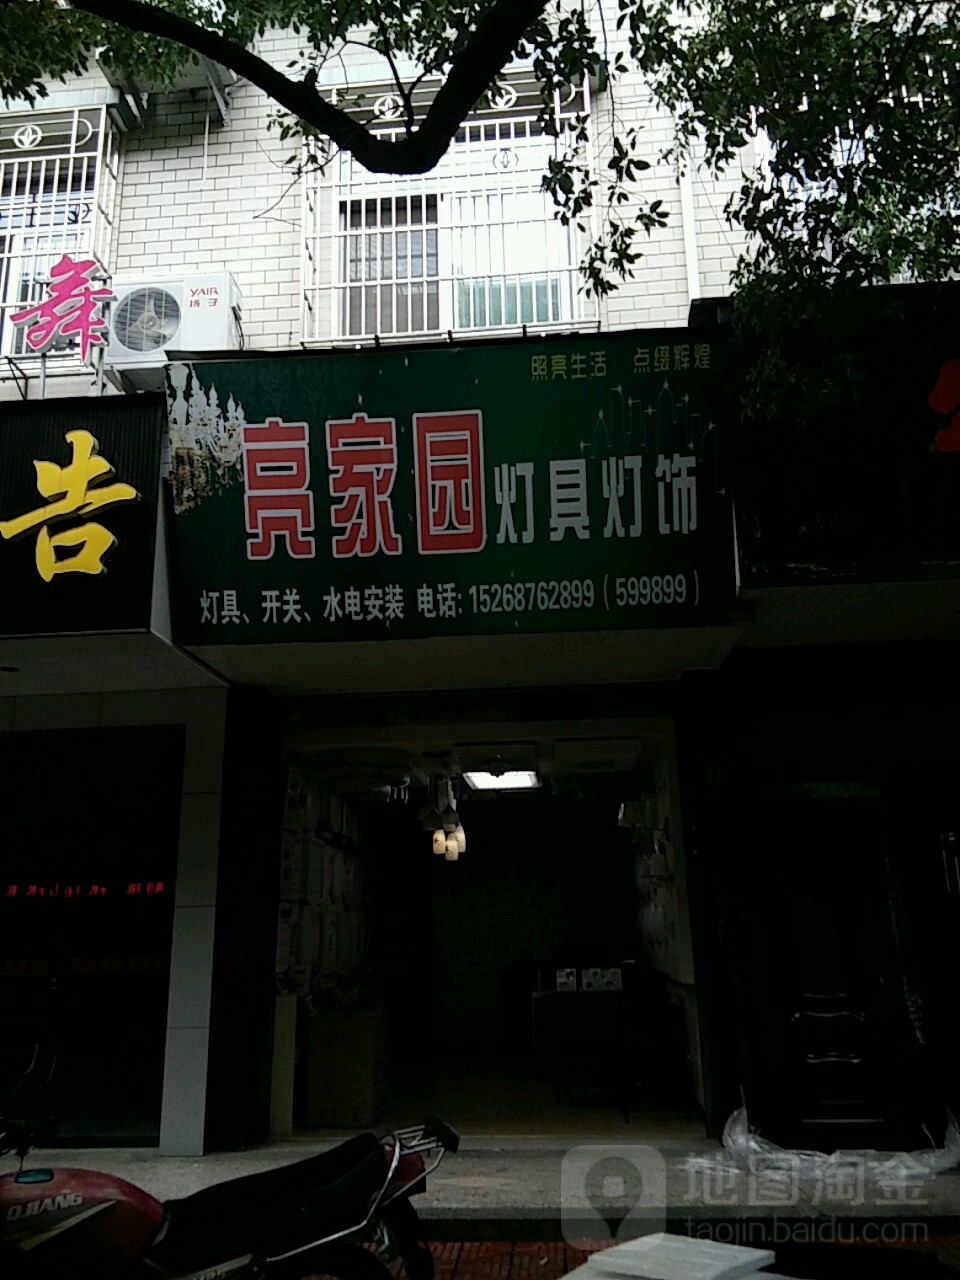 舞
YAIR
扬子
照亮生活 点缀辉煌
告
亮家园灯具灯饰
灯具、开关、水电安装 电话: 15268762899 (599899)
QJIANG
地图淘金
taojin.baidu.com